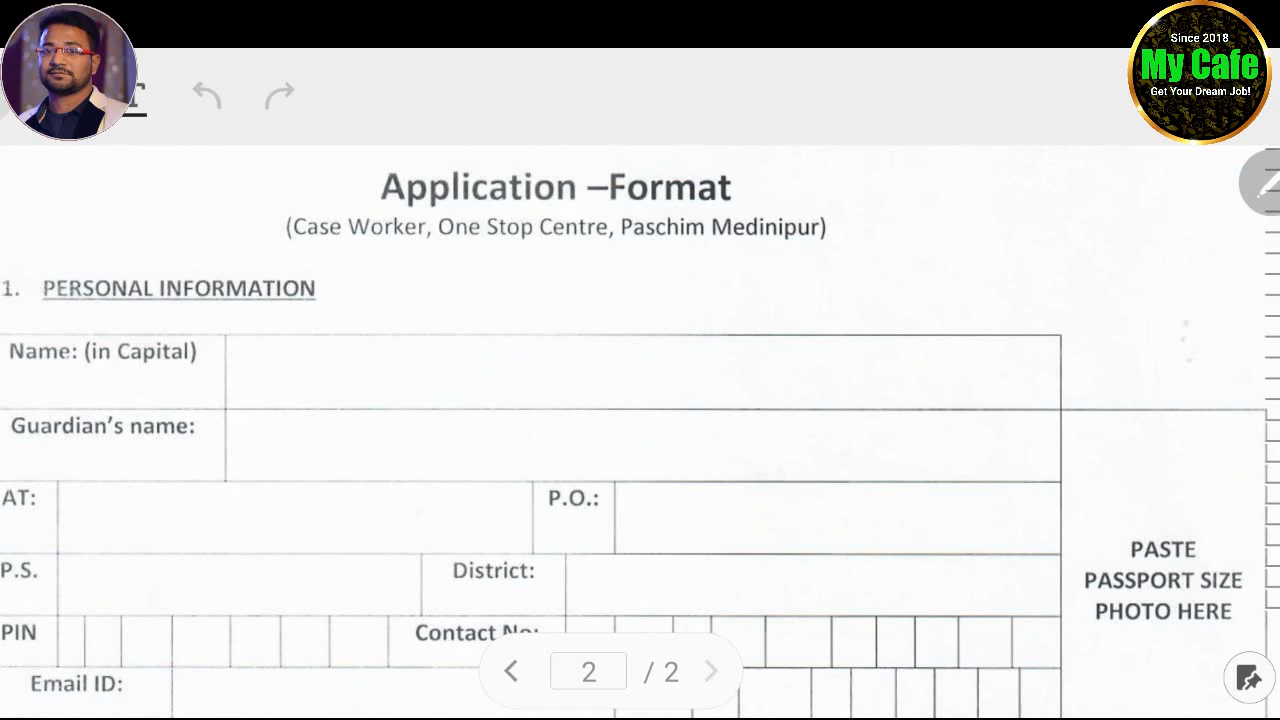 Since 2018
My Cafe
Get Your Dream Job!
Application –Format
(Case Worker, One Stop Centre, Paschim Medinipur)
1. PERSONAL INFORMATION
Name: (in Capital)
Guardian's name:
AT:
P.O.:
P.S.
District:
PASTE
PASSPORT SIZE
PHOTO HERE
PIN
Contact No:
Email ID:
2 / 2